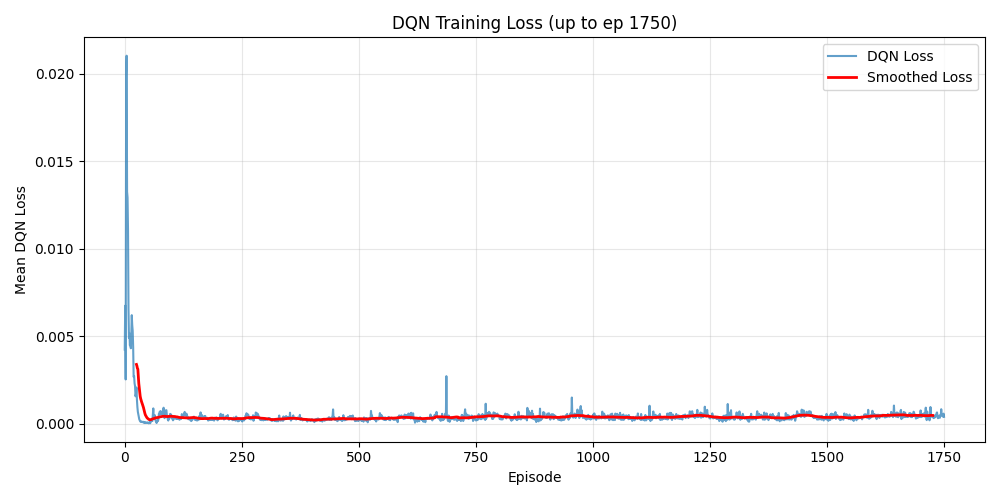 DQN Training Loss (up to ep 1750)
DQN Loss
Smoothed Loss
Mean DQN Loss
0.020
0.015
0.010
0.005
0.000
0
250
500
750
1000
1250
1500
1750
Episode